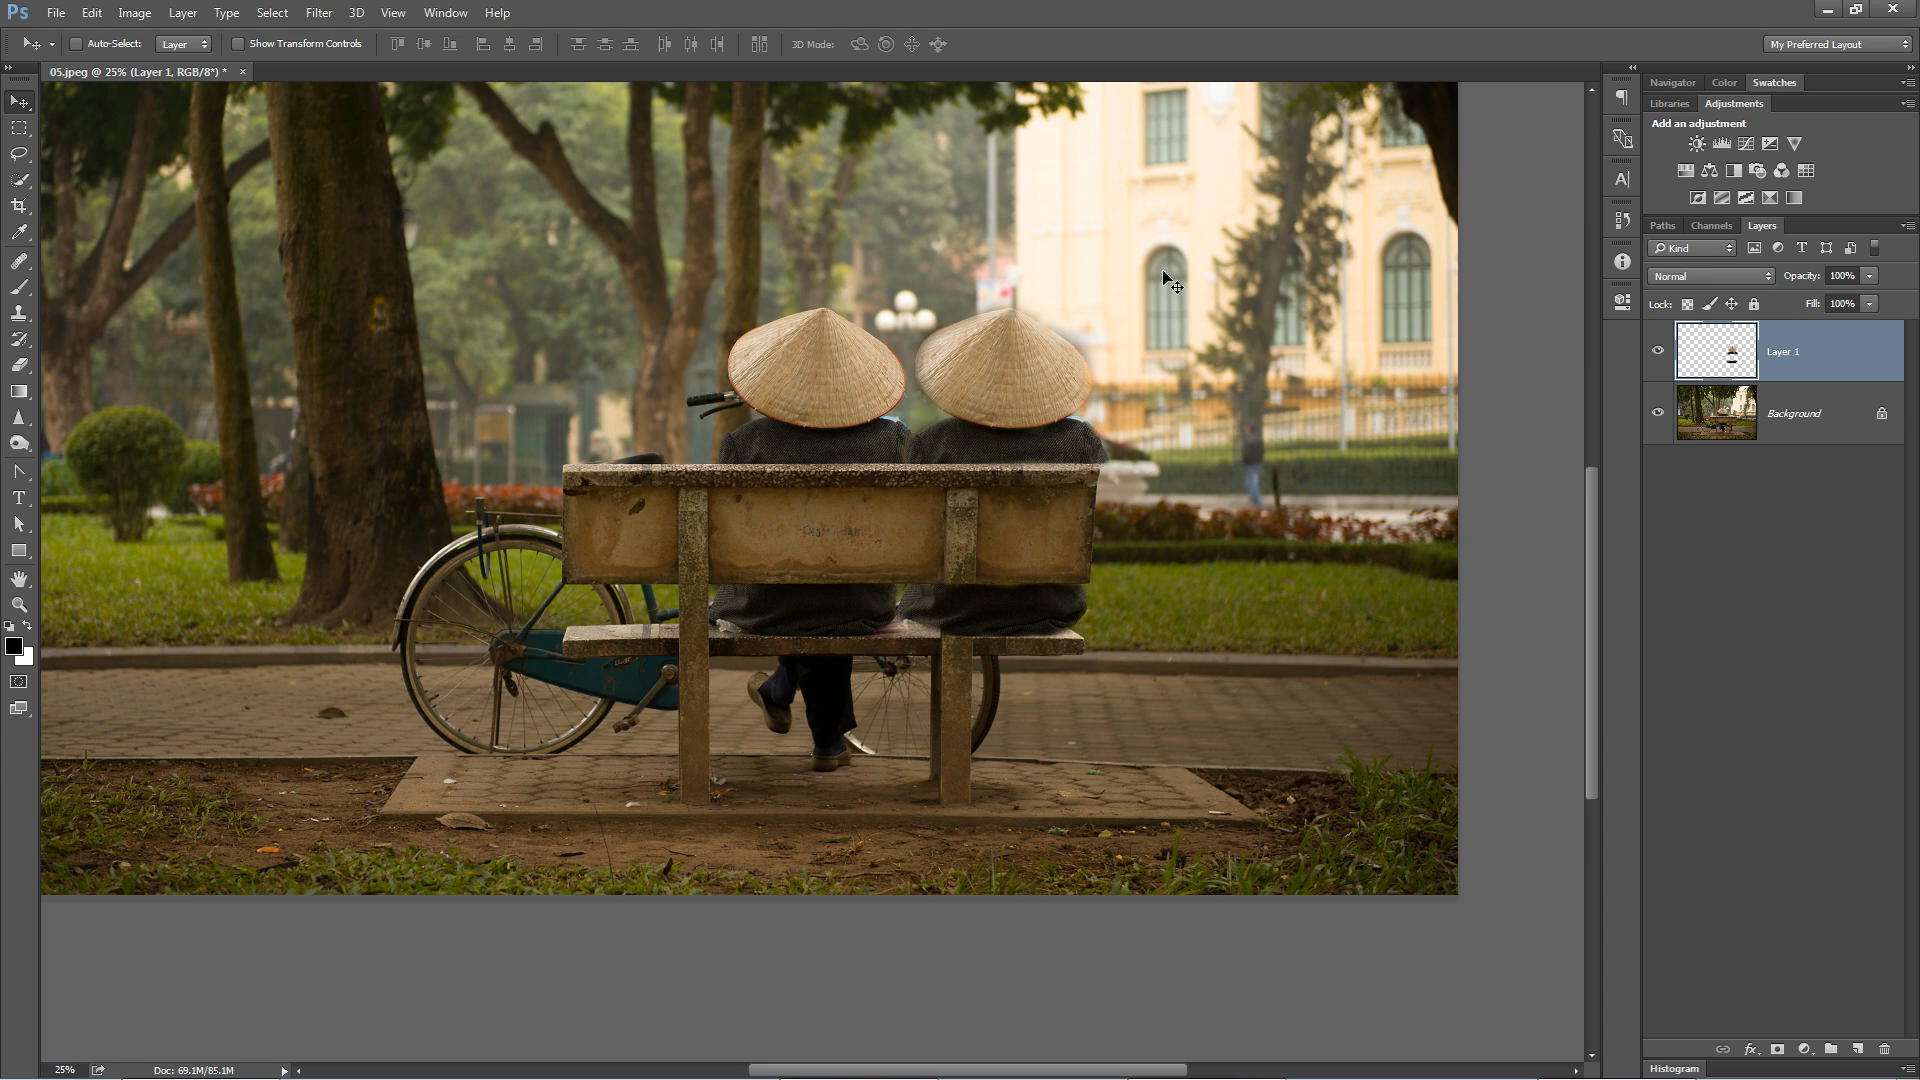 Ps File Edit Image Layer Type Select Filter 3D View Window Help
Auto-Select: Layer Show Transform Controls 3D Mode: My Preferred Layout
05.jpeg @ 25% (Layer 1, RGB/8*) * ×
Navigator Color Swatches
Libraries Adjustments
Add an adjustment
Paths Channels Layers
Kind
Normal Opacity: 100%
Lock: Fill: 100%
Layer 1
Background
fx
25% Doc: 69.1M/85.1M
Histogram